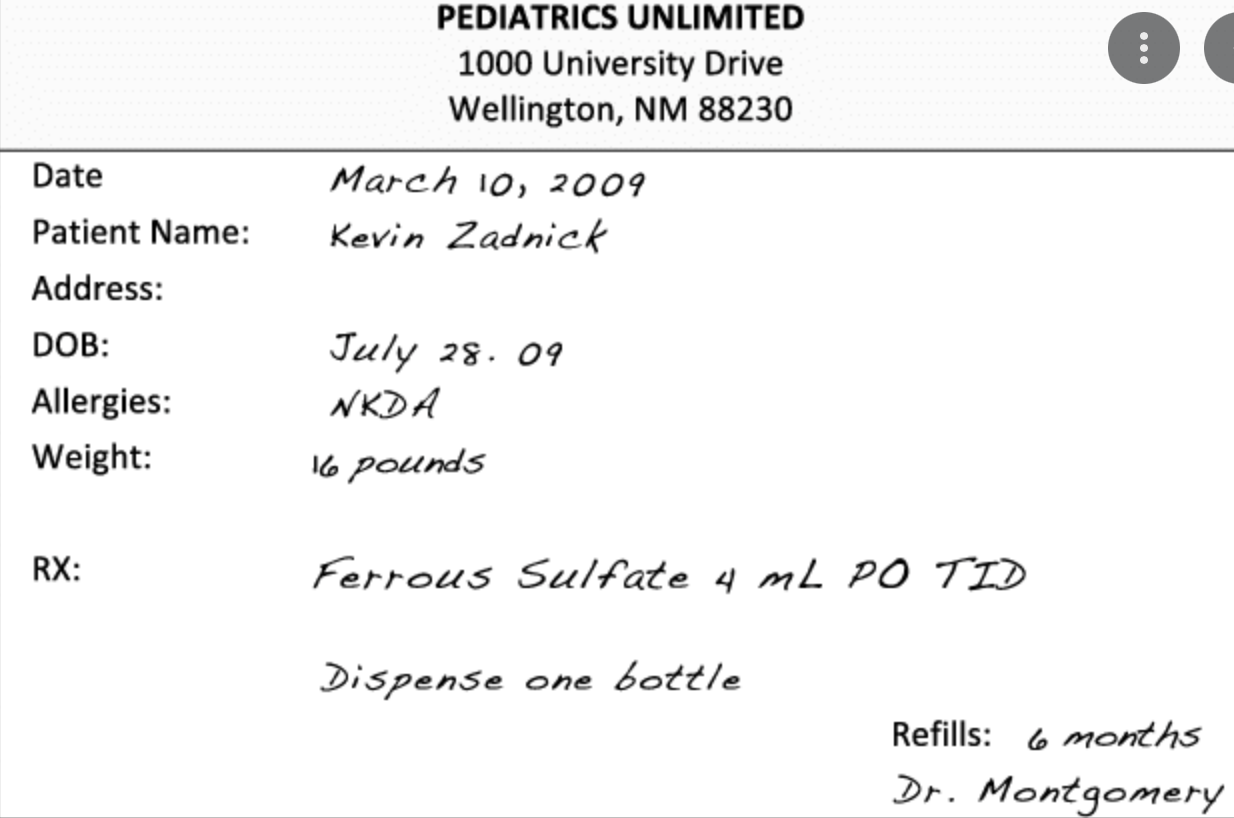 PEDIATRICS UNLIMITED
1000 University Drive
Wellington, NM 88230
Date March 10, 2009
Patient Name: Kevin Zadnick
Address:
DOB: July 28. 09
Allergies: NKDA
Weight: 16 pounds
RX: Ferrous Sulfate 4 mL PO TID
Dispense one bottle
Refills: 6 months
Dr. Montgomery